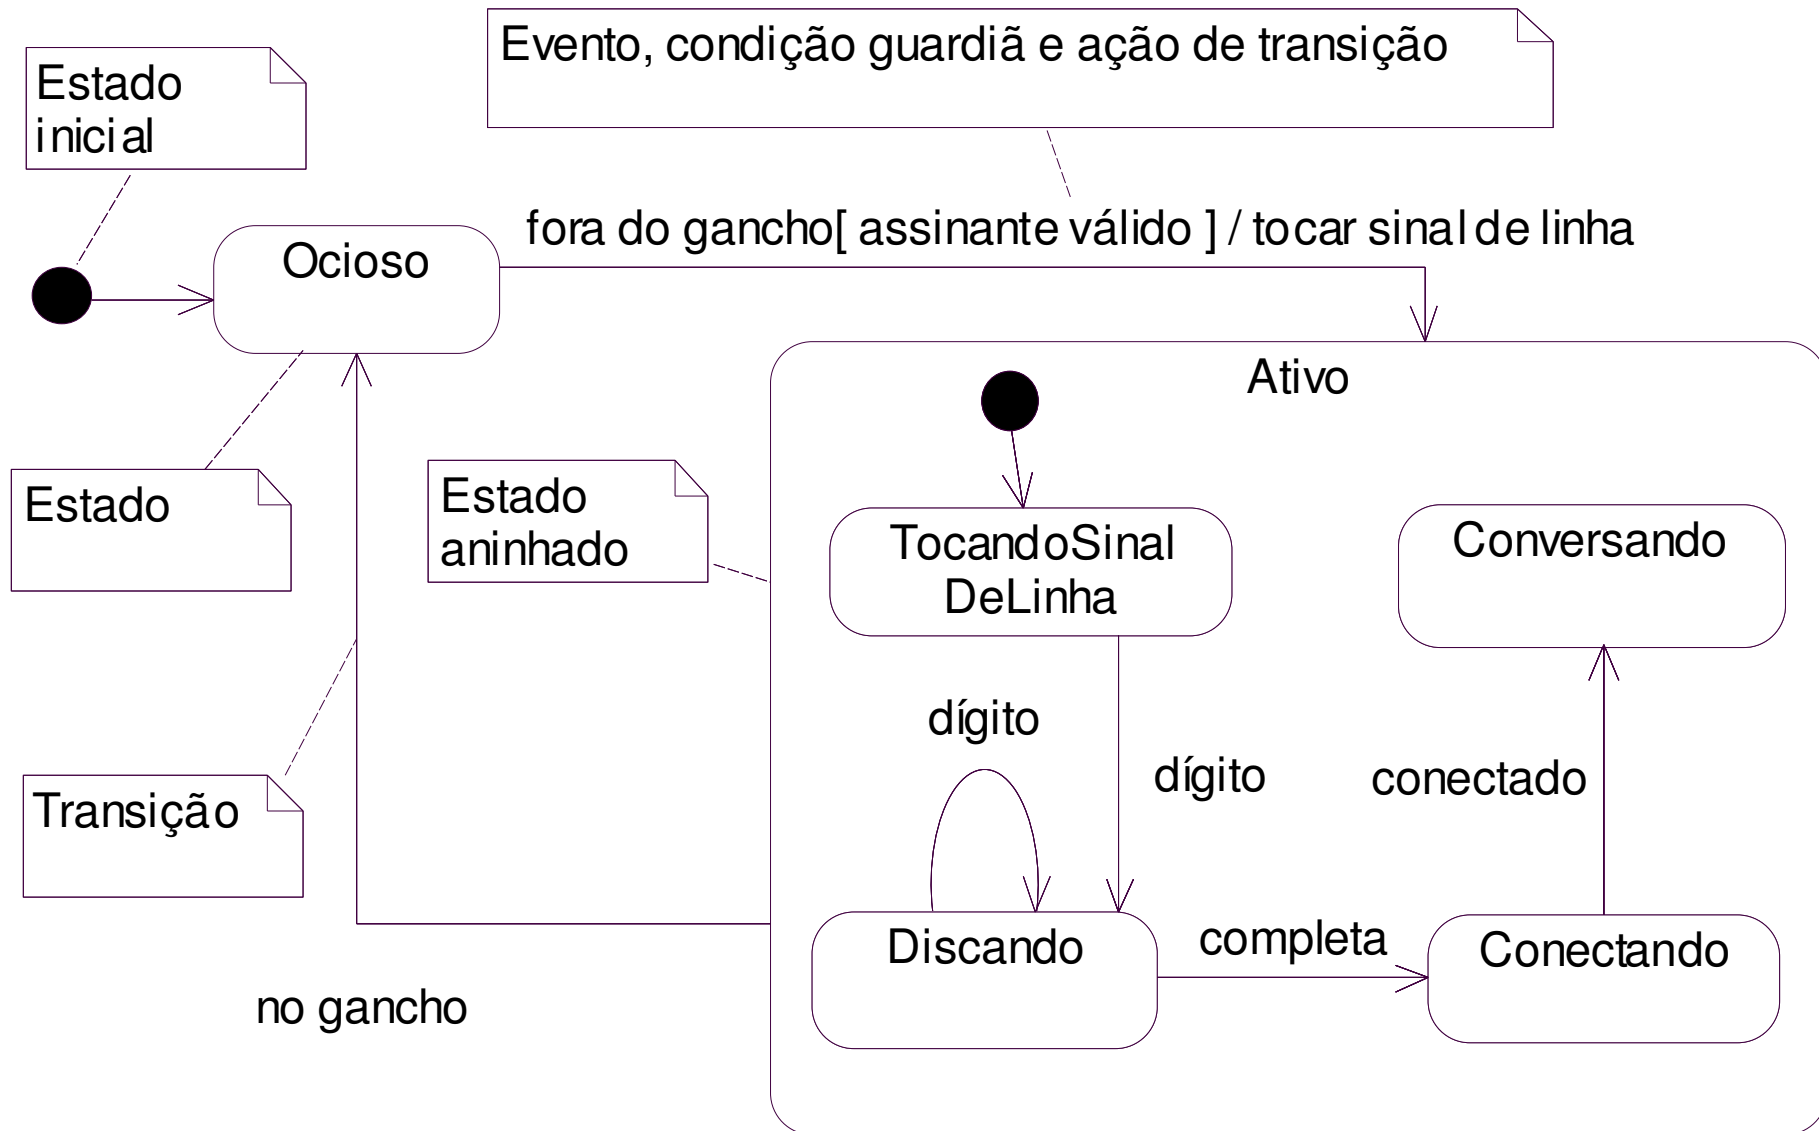 Evento, condição guardiã e ação de transição
Estado
inicial
fora do gancho[ assinante válido ] / tocar sinal de linha
Ocioso
Ativo
Estado
Estado
aninhado
TocandoSinal
DeLinha
Conversando
dígito
dígito
conectado
Transição
Discando
completa
Conectando
no gancho